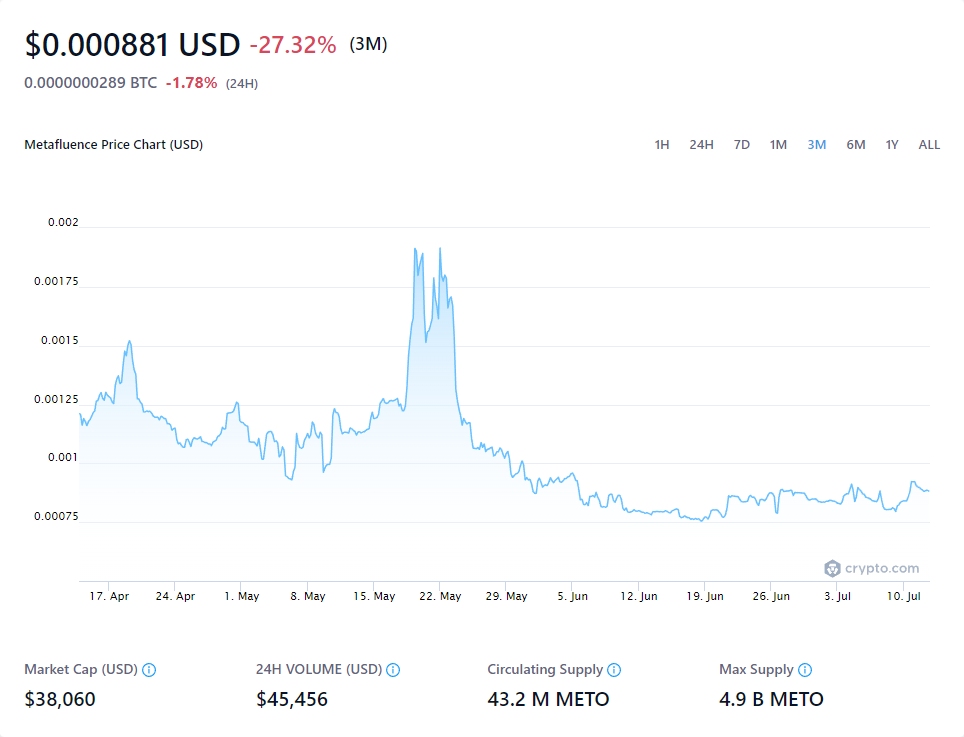 $0.000881 USD -27.32% (3M)
0.0000000289 BTC -1.78% (24H)
Metafluence Price Chart (USD) 1H 24H 7D 1M 3M 6M 1Y ALL
0.002
0.00175
0.0015
0.00125
0.001
0.00075
crypto.com
17. Apr 24. Apr 1. May 8. May 15. May 22. May 29. May 5. Jun 12. Jun 19. Jun 26. Jun 3. Jul 10. Jul
Market Cap (USD) 24H VOLUME (USD) Circulating Supply Max Supply
$38,060 $45,456 43.2 M METO 4.9 B METO